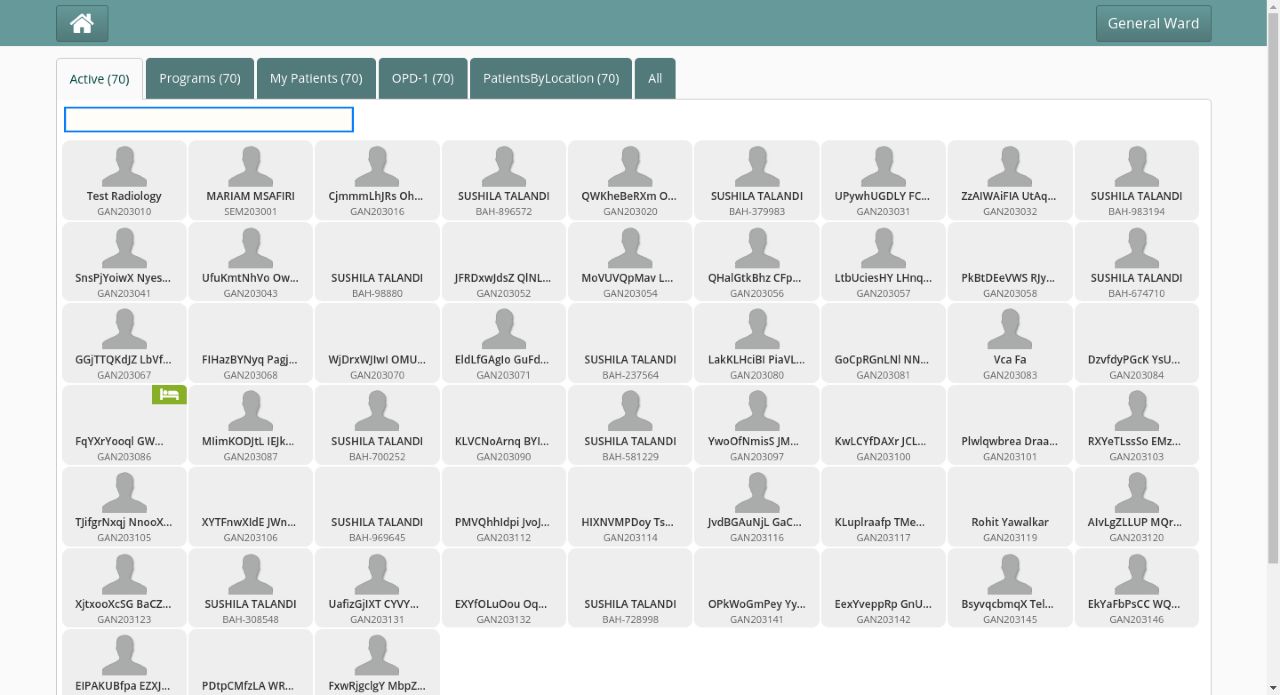 General Ward
Active (70)
Programs (70)
My Patients (70)
OPD-1 (70)
PatientsByLocation (70)
All
Test Radiology
GAN203010
MARIAM MSAFIRI
SEM203001
CjmmmLhJRs Oh...
GAN203016
SUSHILA TALANDI
BAH-896572
QWKheBeRXm O...
GAN203020
SUSHILA TALANDI
BAH-379983
UPywhUGDLY FC...
GAN203031
ZzAIWAiFIA UtAq...
GAN203032
SUSHILA TALANDI
BAH-983194
SnsPjYoiwX Nyes...
GAN203041
UfuKmtNhVo Ow...
GAN203043
SUSHILA TALANDI
BAH-98880
JFRDxwJdsZ QlNL...
GAN203052
MoVUVQpMav L...
GAN203054
QHalGtkBhz CFp...
GAN203056
LtbUciesHY LHnq...
GAN203057
PkBtDEeVWS RJy...
GAN203058
SUSHILA TALANDI
BAH-674710
GGjTTQKdJZ LbVf...
GAN203067
FIHazBYNyq Pagj...
GAN203068
WjDrxWJIwI OMU...
GAN203070
EldLfGAgIo GuFd...
GAN203071
SUSHILA TALANDI
BAH-237564
LakKLHciBI PiaVL...
GAN203080
GoCpRGnLNl NN...
GAN203081
Vca Fa
GAN203083
DzvfdyPGcK YsU...
GAN203084
FqYXrYooql GW...
GAN203086
MIimKODJtL IEJk...
GAN203087
SUSHILA TALANDI
BAH-700252
KLVCNoArnq BYI...
GAN203090
SUSHILA TALANDI
BAH-581229
YwoOfNmisS JM...
GAN203097
KwLCYfDAXr JCL...
GAN203100
Plwlqwbrea Draa...
GAN203101
RXYeTLssSo EMz...
GAN203103
TJifgrNxqj NnooX...
GAN203105
XYTFnwXIdE JWn...
GAN203106
SUSHILA TALANDI
BAH-969645
PMVQhhIdpi JvoJ...
GAN203112
HIXNVMPDoy Ts...
GAN203114
JvdBGAuNjL GaC...
GAN203116
KLuplraafp TMe...
GAN203117
Rohit Yawalkar
GAN203119
AIvLgZLLUP MQr...
GAN203120
XjtxooXcSG BaCZ...
GAN203123
SUSHILA TALANDI
BAH-308548
UafizGjIXT CYVY...
GAN203131
EXYfOLuOou Oq...
GAN203132
SUSHILA TALANDI
BAH-728998
OPkWoGmPey Yy...
GAN203141
EexYveppRp GnU...
GAN203142
BsyvqcbmqX Tel...
GAN203145
EkYaFbPsCC WQ...
GAN203146
EIPAKUBfpa EZXJ...
PDtpCMfzLA WR...
FxwRjgclgY MbpZ...